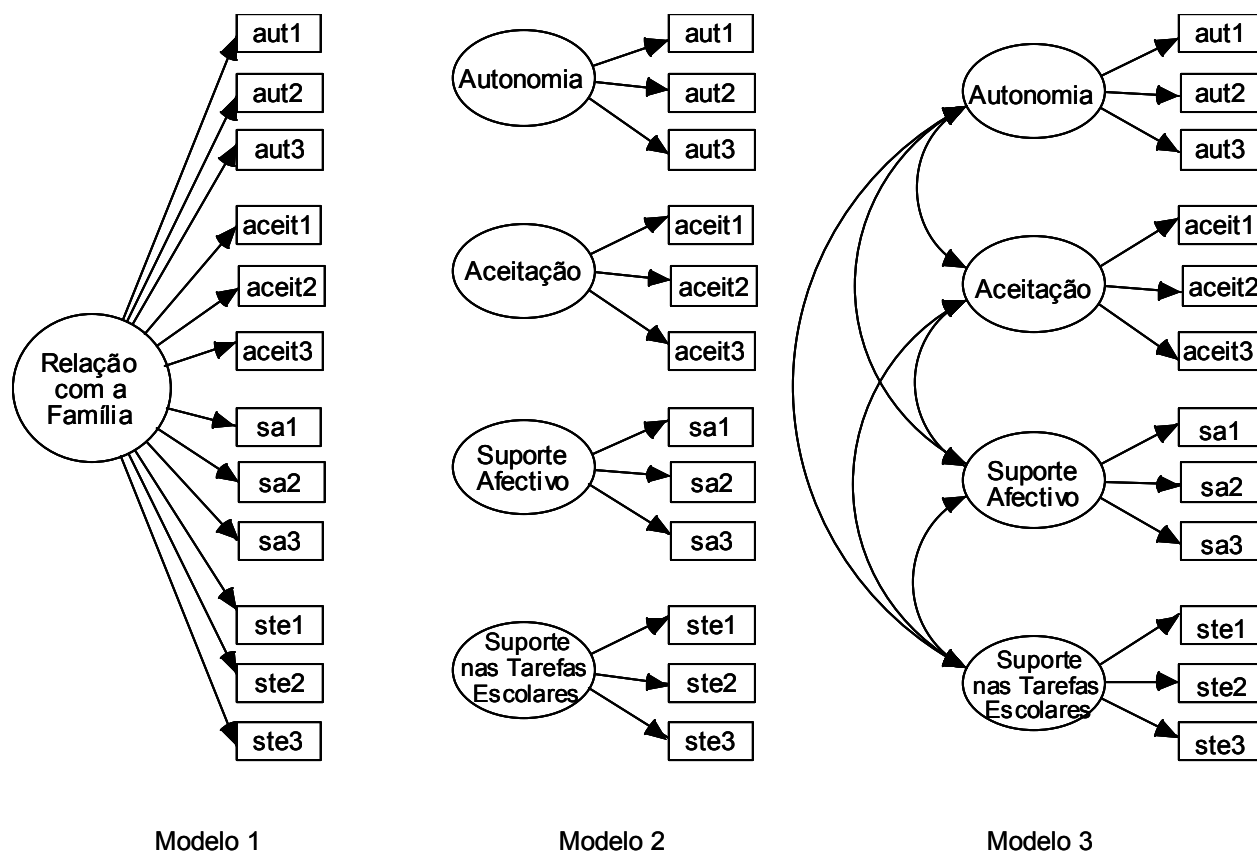 aut1
aut2
aut3
aceit1
aceit2
aceit3
Relação
com a
Família
sa1
sa2
sa3
ste1
ste2
ste3
Modelo 1
Autonomia
aut1
aut2
aut3
Aceitação
aceit1
aceit2
aceit3
Suporte
Afectivo
sa1
sa2
sa3
Suporte
nas Tarefas
Escolares
ste1
ste2
ste3
Modelo 2
Autonomia
aut1
aut2
aut3
Aceitação
aceit1
aceit2
aceit3
Suporte
Afectivo
sa1
sa2
sa3
Suporte
nas Tarefas
Escolares
ste1
ste2
ste3
Modelo 3